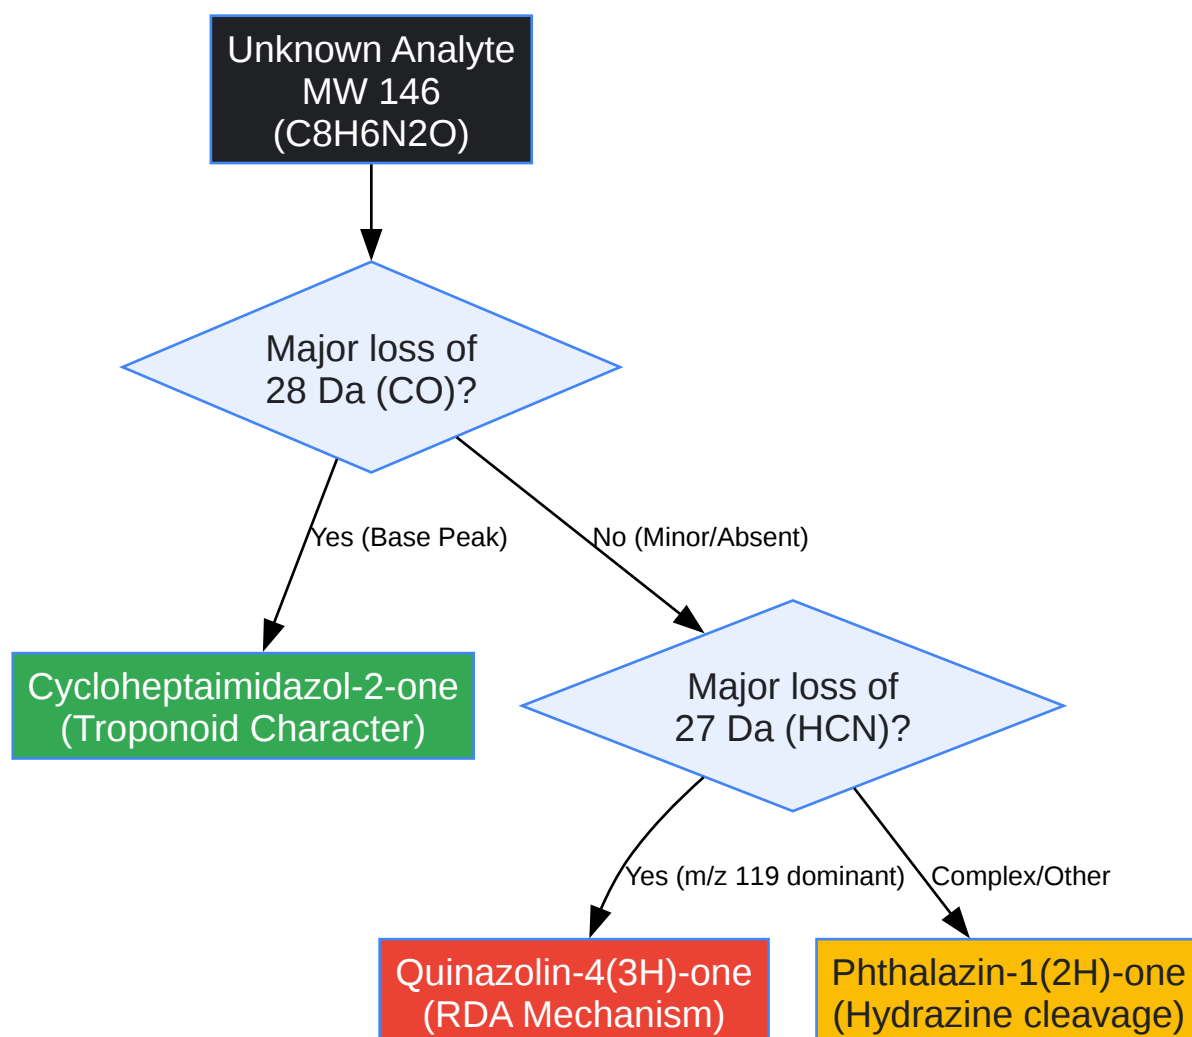 Unknown Analyte
MW 146
(C8H6N2O)
Major loss of
28 Da (CO)?
Yes (Base Peak)
No (Minor/Absent)
Cycloheptaimidazol-2-one
(Troponoid Character)
Major loss of
27 Da (HCN)?
Yes (m/z 119 dominant)
Complex/Other
Quinazolin-4(3H)-one
(RDA Mechanism)
Phthalazin-1(2H)-one
(Hydrazine cleavage)